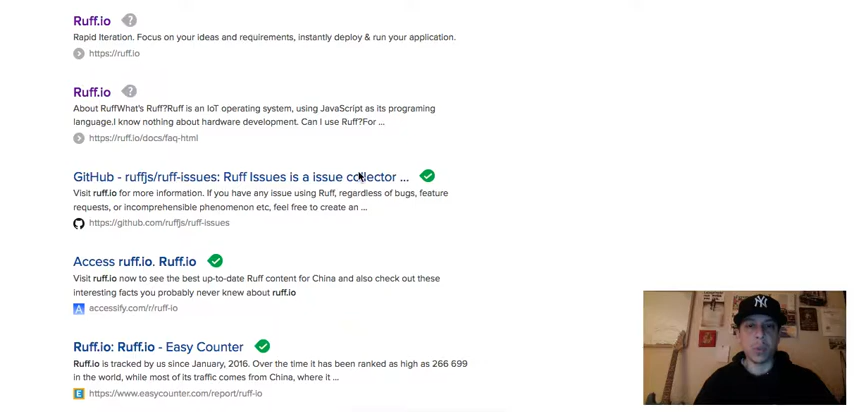 Ruff.io
Rapid Iteration. Focus on your ideas and requirements, instantly deploy & run your application.
https://ruff.io
Ruff.io
About RuffWhat's Ruff?Ruff is an IoT operating system, using JavaScript as its programing
language.I know nothing about hardware development. Can I use Ruff?For ...
https://ruff.io/docs/faq-html
GitHub - ruffjs/ruff-issues: Ruff Issues is a issue collector ...
Visit ruff.io for more information. If you have any issue using Ruff, regardless of bugs, feature
requests, or incomprehensible phenomenon etc, feel free to create an ...
https://github.com/ruffjs/ruff-issues
Access ruff.io. Ruff.io
Visit ruff.io now to see the best up-to-date Ruff content for China and also check out these
interesting facts you probably never knew about ruff.io
accessify.com/r/ruff-io
Ruff.io: Ruff.io - Easy Counter
Ruff.io is tracked by us since January, 2016. Over the time it has been ranked as high as 266 699
in the world, while most of its traffic comes from China, where it ...
https://www.easycounter.com/report/ruff-io